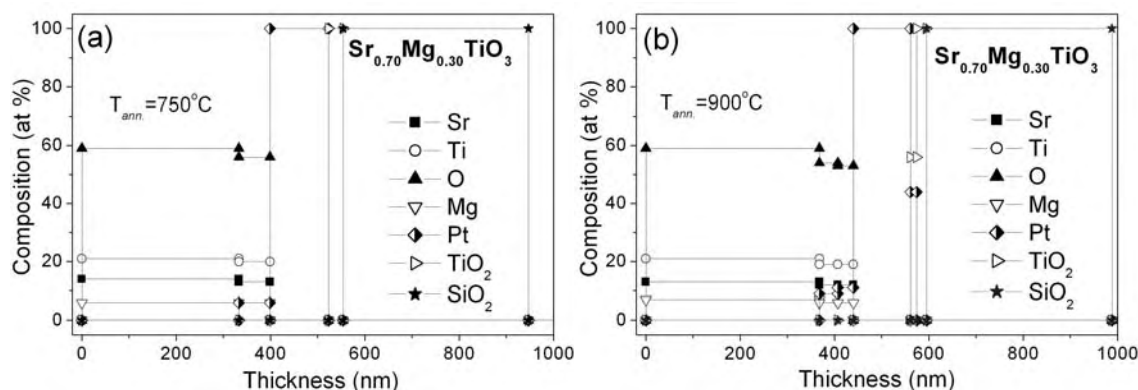 (a)
Sr0.70Mg0.30TiO3
Tann.=750°C
Sr
Ti
O
Mg
Pt
TiO2
SiO2
Composition (at %)
100
80
60
40
20
0
0 200 400 600 800 1000
Thickness (nm)
(b)
Sr0.70Mg0.30TiO3
Tann.=900°C
Sr
Ti
O
Mg
Pt
TiO2
SiO2
Composition (at %)
100
80
60
40
20
0
0 200 400 600 800 1000
Thickness (nm)